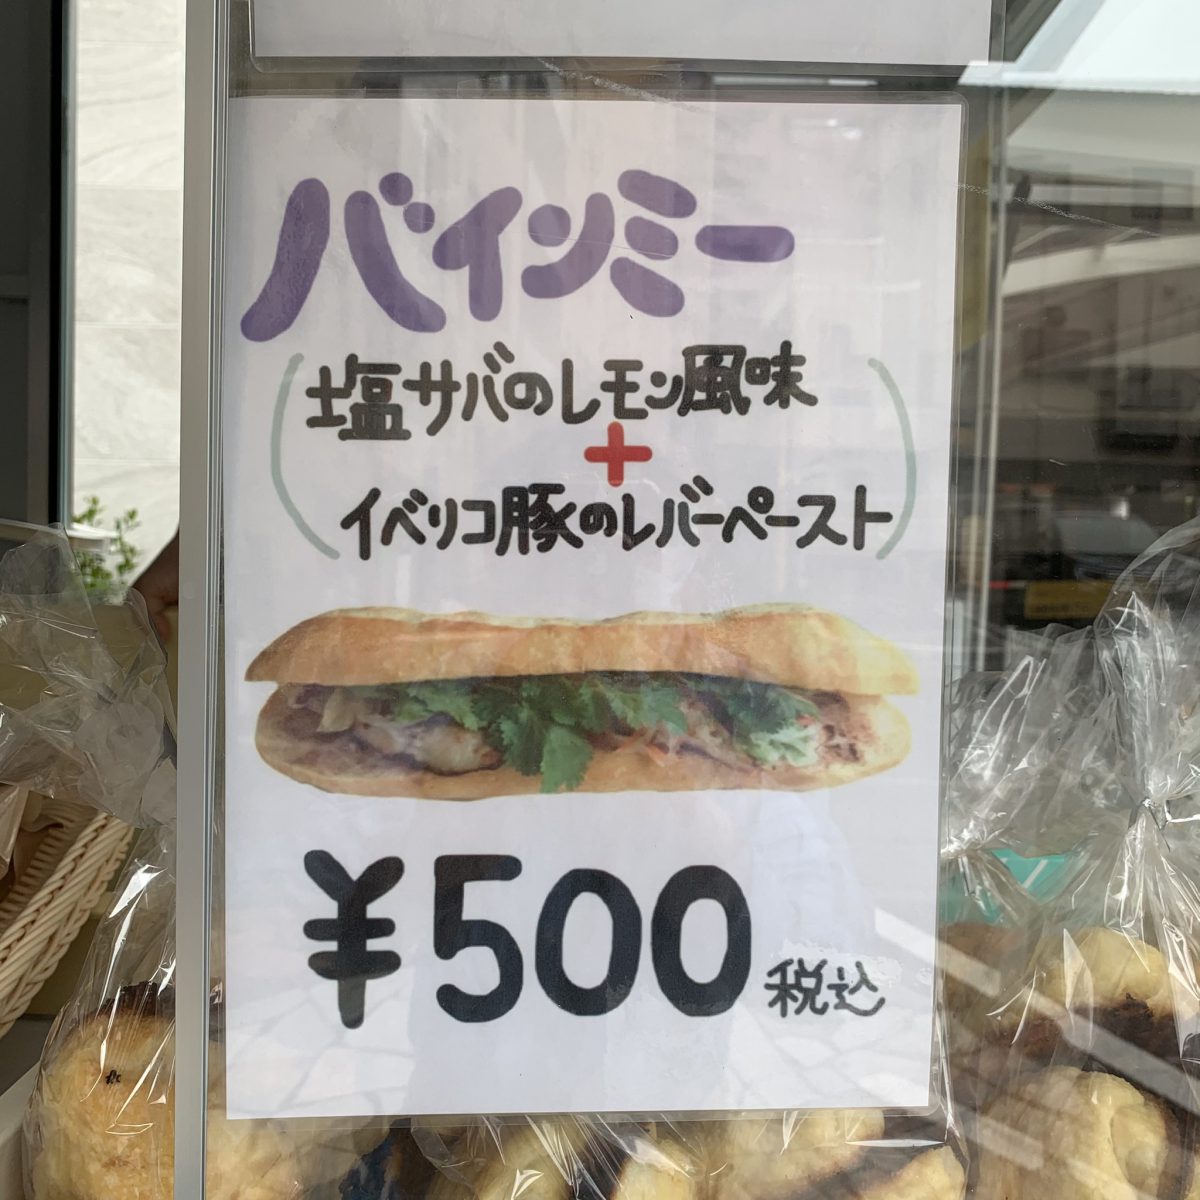 バインミー
(塩サバのレモン風味
+
イベリコ豚のレバーペースト)
¥500 税込